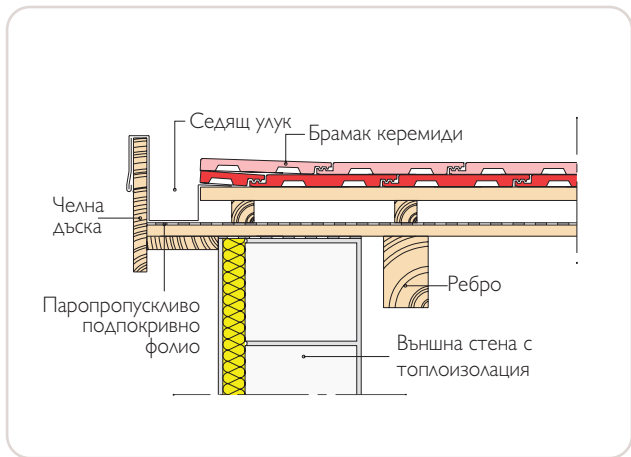 Седящ улук
Брамак керемиди
Челна
дъска
Паропропускливо
подпокривно
фолио
Ребро
Външна стена с
топлоизолация